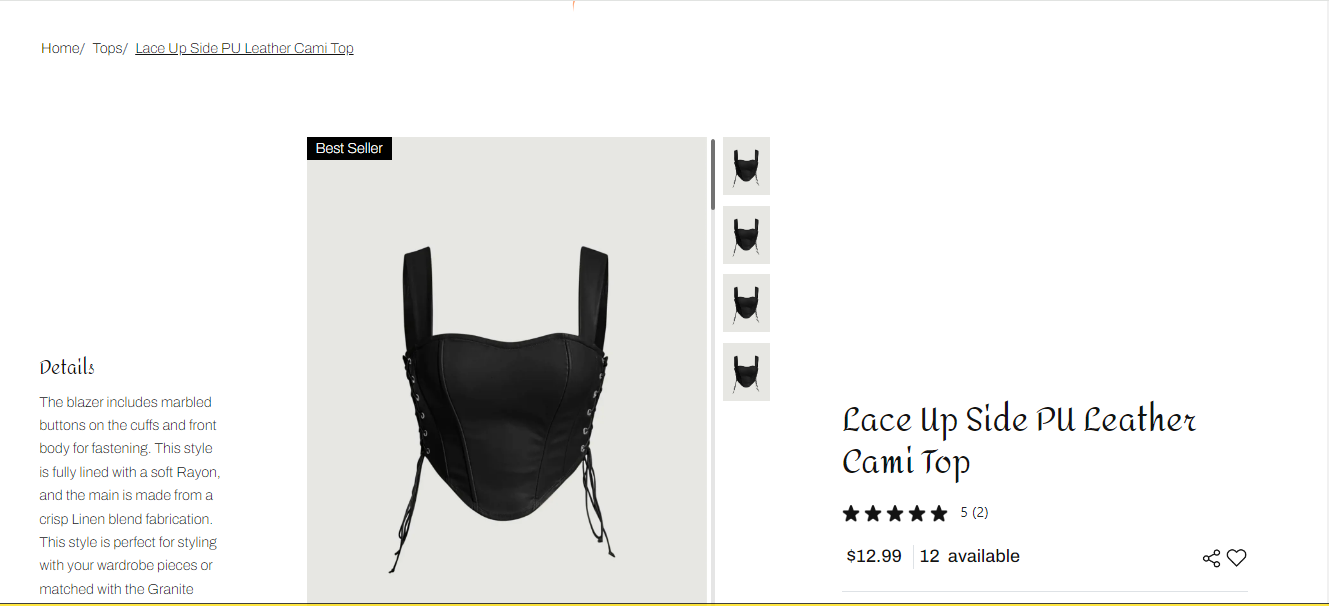 Home/ Tops/ Lace Up Side PU Leather Cami Top
Best Seller
Details
The blazer includes marbled
buttons on the cuffs and front
body for fastening. This style
is fully lined with a soft Rayon,
and the main is made from a
crisp Linen blend fabrication.
This style is perfect for styling
with your wardrobe pieces or
matched with the Granite
Lace Up Side PU Leather
Cami Top
5 (2)
$12.99 12 available